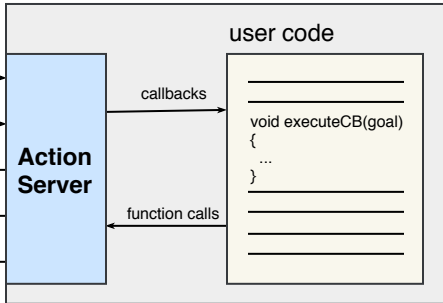 user code
callbacks
void executeCB(goal)
{
...
}
Action
Server
function calls